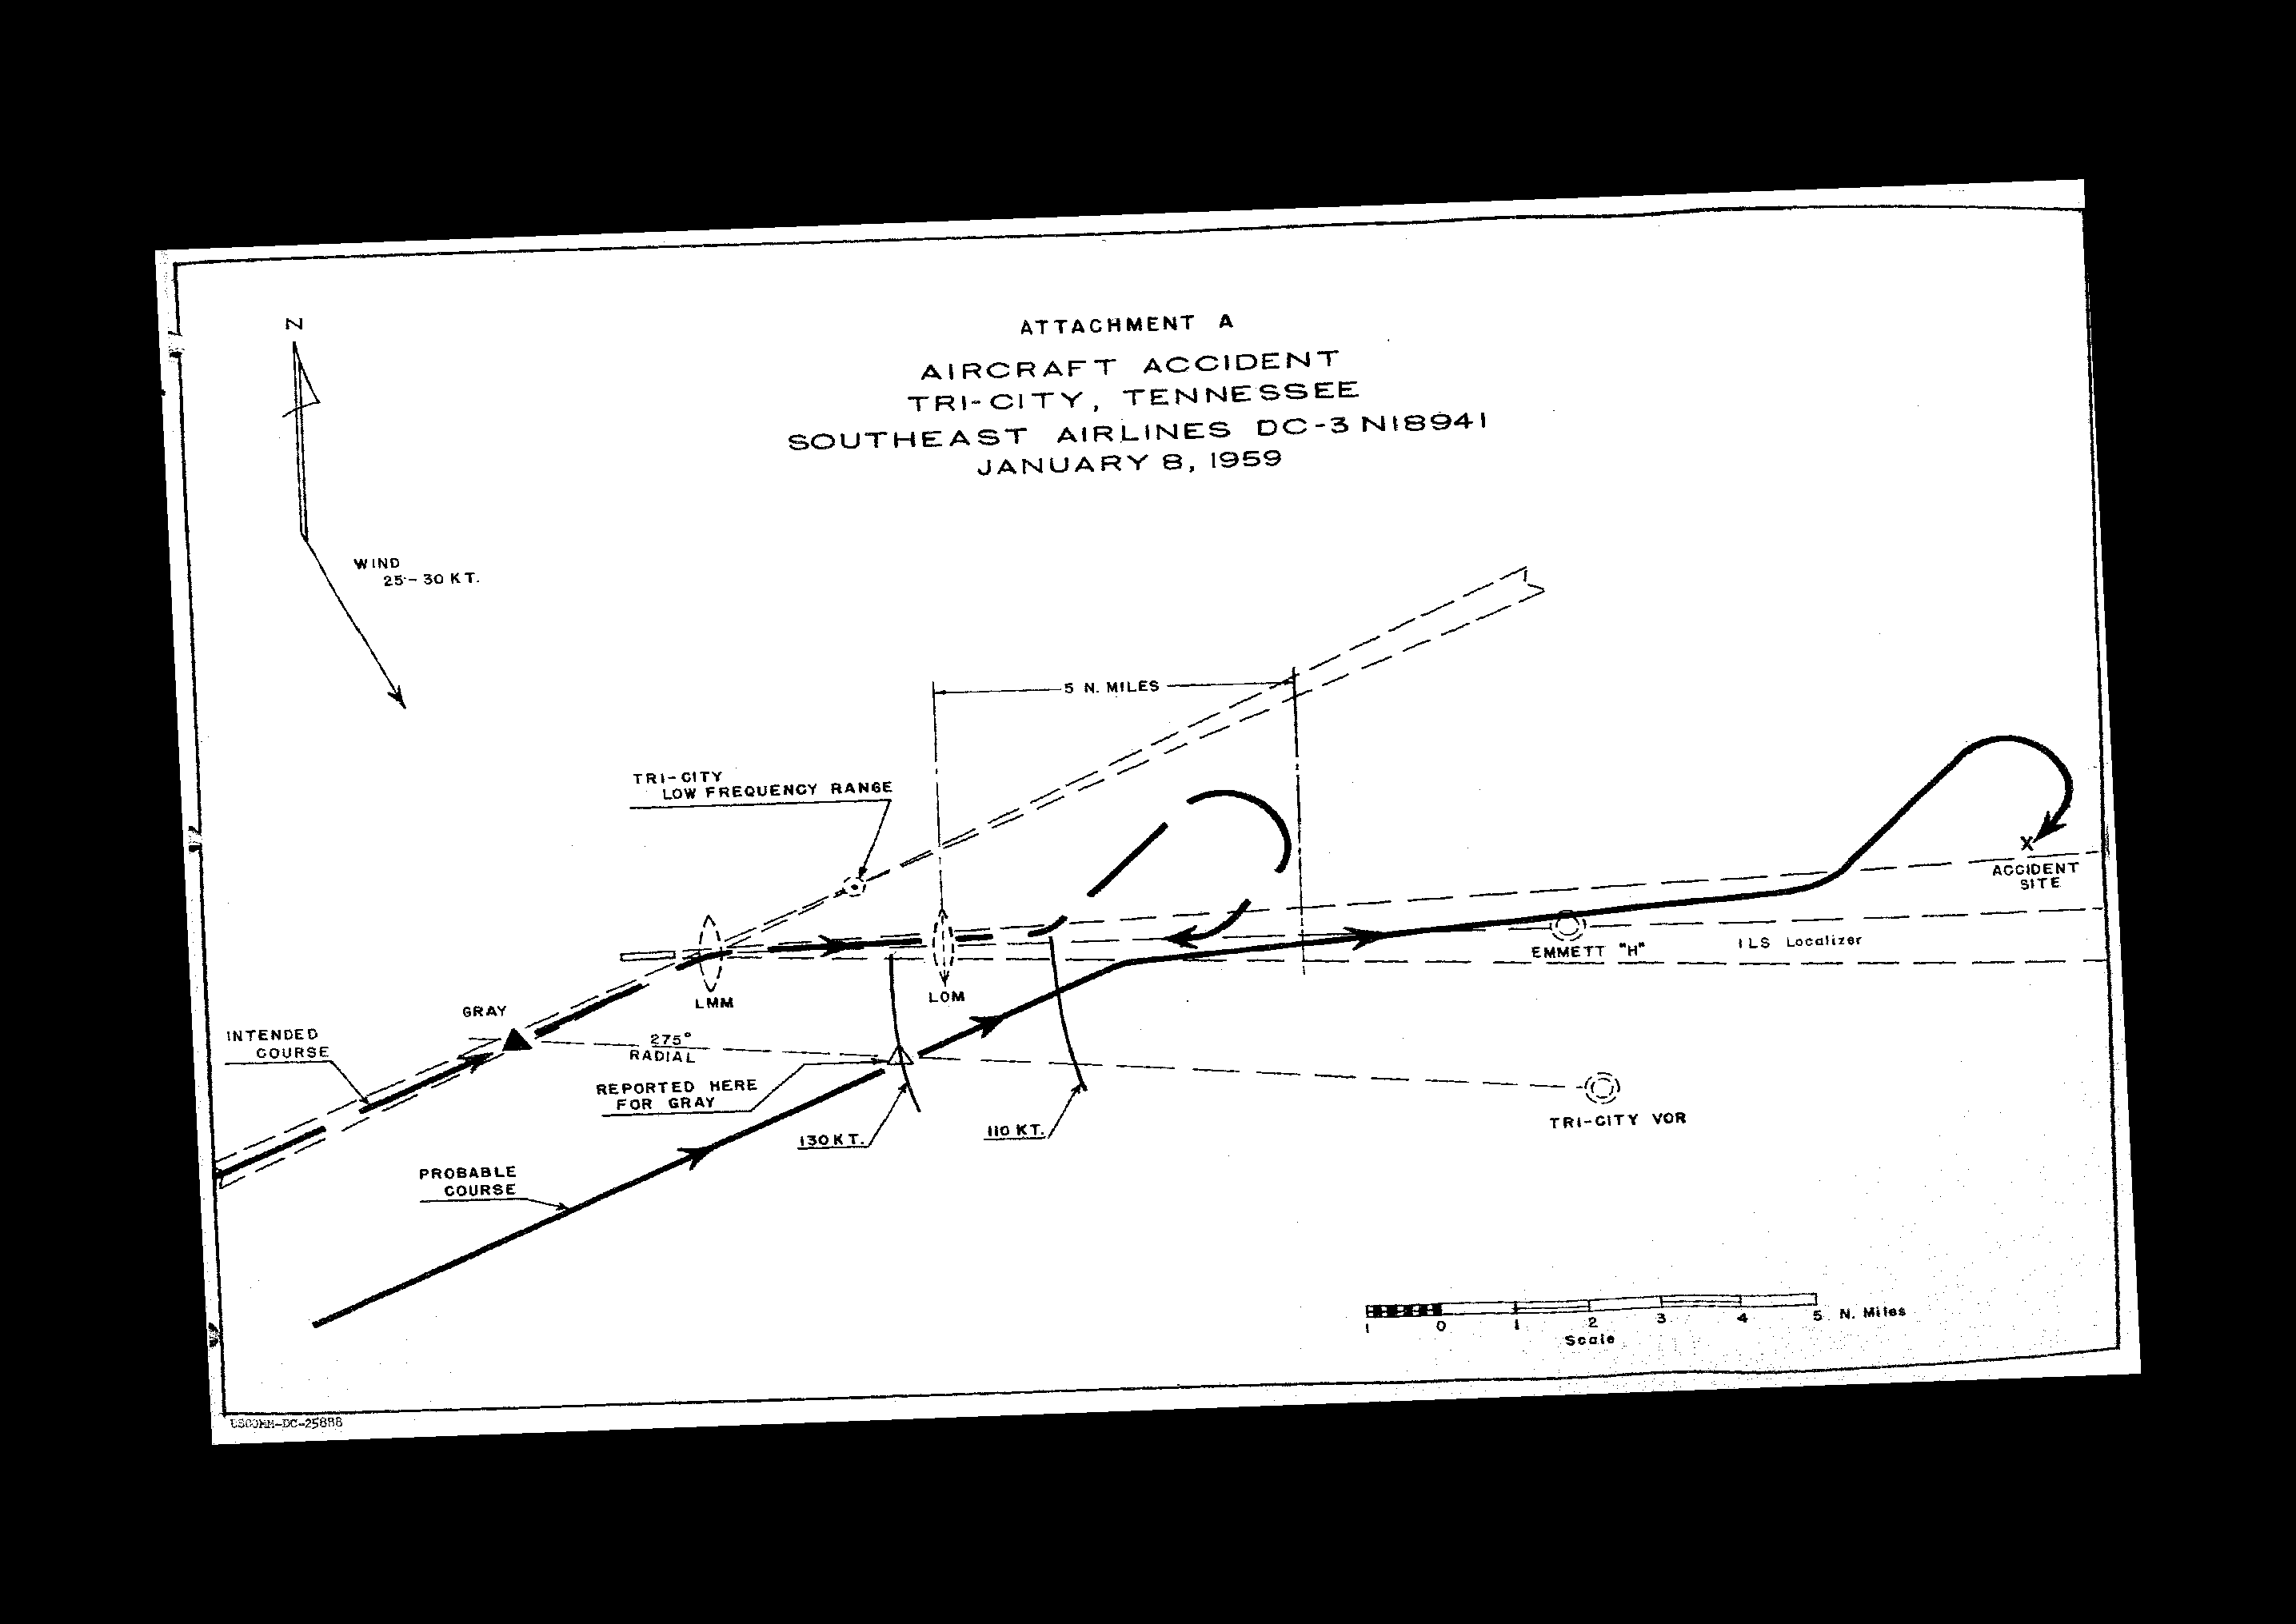 ATTACHMENT A
AIRCRAFT ACCIDENT
TRI-CITY, TENNESSEE
SOUTHEAST AIRLINES DC-3 N18941
JANUARY 8, 1959
N
WIND
25-30 KT.
5 N. MILES
TRI-CITY
LOW FREQUENCY RANGE
X
ACCIDENT
SITE
EMMETT "H"
ILS Localizer
LMM
LOM
GRAY
INTENDED
COURSE
275°
RADIAL
REPORTED HERE
FOR GRAY
130 KT.
110 KT.
TRI-CITY VOR
PROBABLE
COURSE
1 0 1 2 3 4 5 N. Miles
Scale
USCOMM-DC-25888